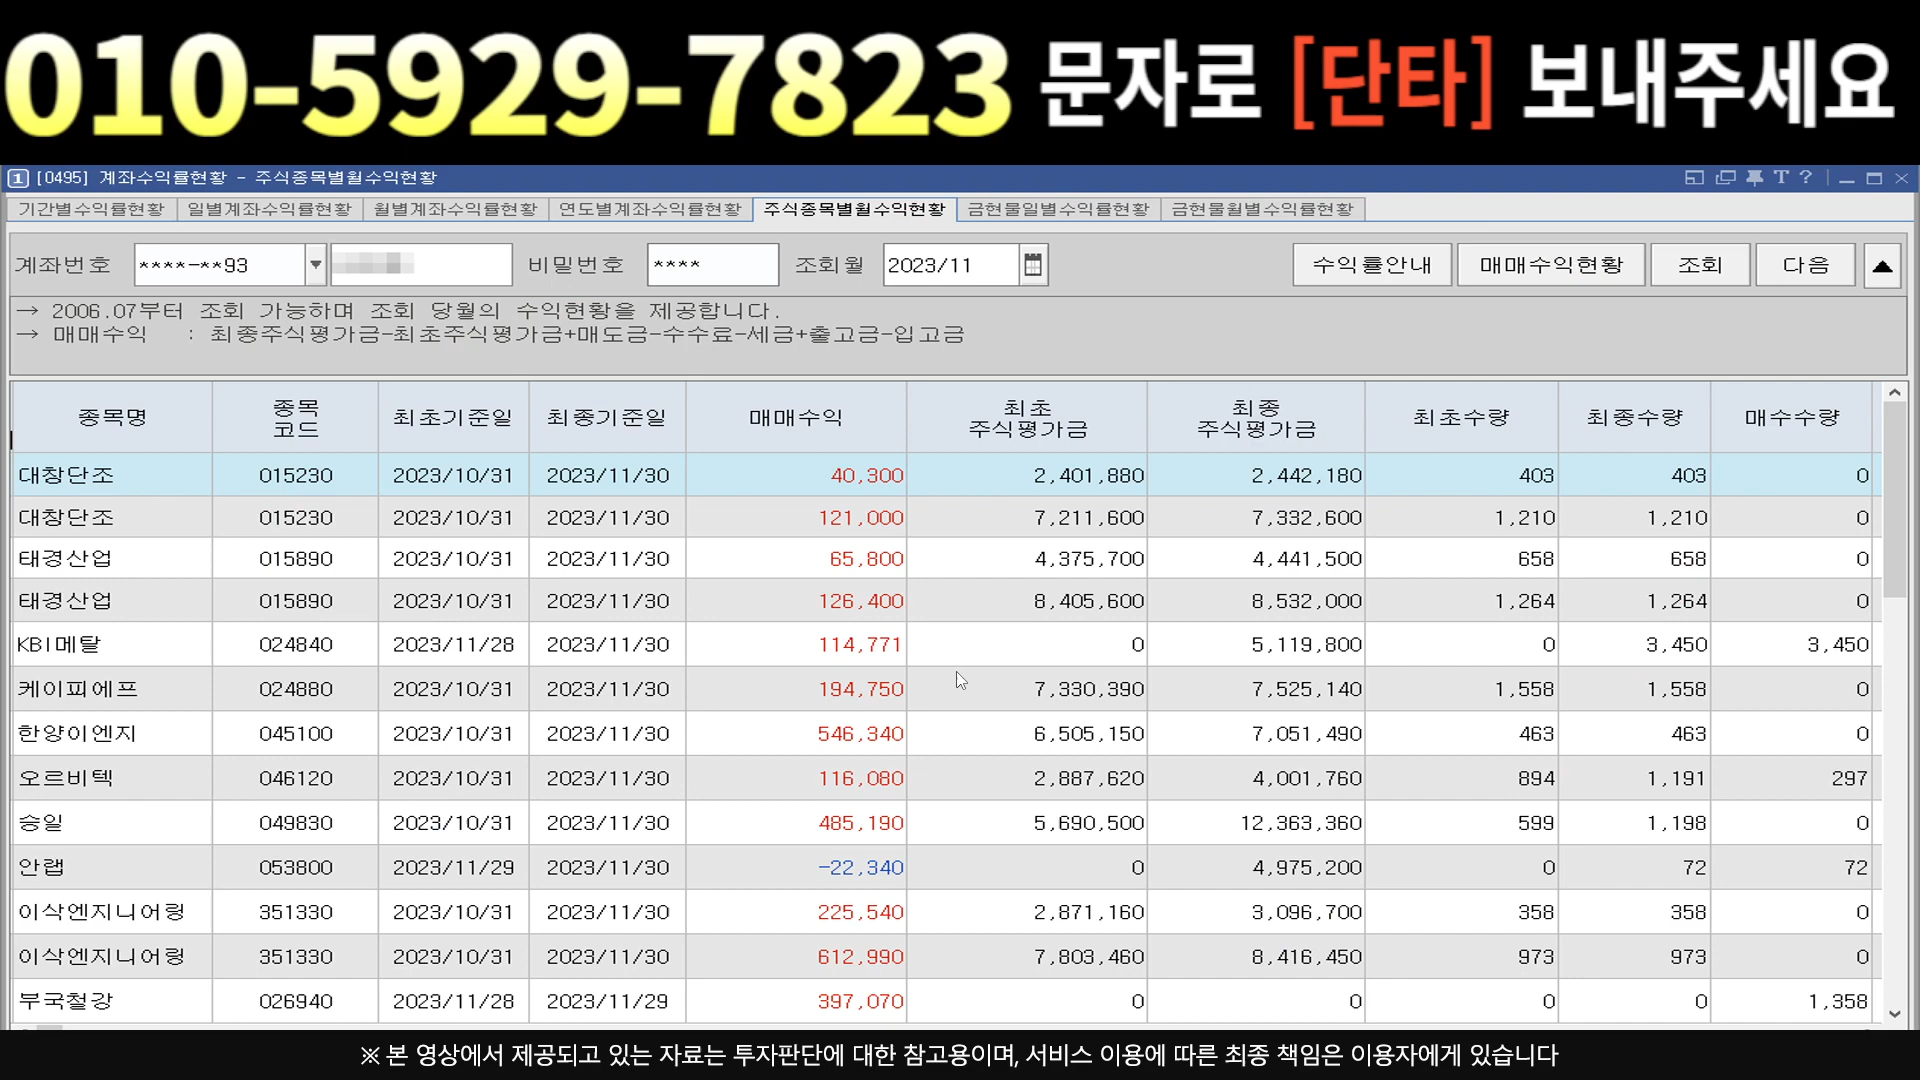 010-5929-7823 문자로 [단타] 보내주세요
1 [0495] 계좌수익률현황 - 주식종목별월수익현황 T ?
기간별수익률현황 일별계좌수익률현황 월별계좌수익률현황 연도별계좌수익률현황 주식종목별월수익현황 금현물일별수익률현황 금현물월별수익률현황
계좌번호 ****-**93 비밀번호 **** 조회월 2023/11 수익률안내 매매수익현황 조회 다음
→ 2006.07부터 조회 가능하며 조회 당월의 수익현황을 제공합니다.
→ 매매수익 : 최종주식평가금-최초주식평가금+매도금-수수료-세금+출고금-입고금
종목명 종목코드 최초기준일 최종기준일 매매수익 최초주식평가금 최종주식평가금 최초수량 최종수량 매수수량
대창단조 015230 2023/10/31 2023/11/30 40,300 2,401,880 2,442,180 403 403 0
대창단조 015230 2023/10/31 2023/11/30 121,000 7,211,600 7,332,600 1,210 1,210 0
태경산업 015890 2023/10/31 2023/11/30 65,800 4,375,700 4,441,500 658 658 0
태경산업 015890 2023/10/31 2023/11/30 126,400 8,405,600 8,532,000 1,264 1,264 0
KBI메탈 024840 2023/11/28 2023/11/30 114,771 0 5,119,800 0 3,450 3,450
케이피에프 024880 2023/10/31 2023/11/30 194,750 7,330,390 7,525,140 1,558 1,558 0
한양이엔지 045100 2023/10/31 2023/11/30 546,340 6,505,150 7,051,490 463 463 0
오르비텍 046120 2023/10/31 2023/11/30 116,080 2,887,620 4,001,760 894 1,191 297
승일 049830 2023/10/31 2023/11/30 485,190 5,690,500 12,363,360 599 1,198 0
안랩 053800 2023/11/29 2023/11/30 -22,340 0 4,975,200 0 72 72
이삭엔지니어링 351330 2023/10/31 2023/11/30 225,540 2,871,160 3,096,700 358 358 0
이삭엔지니어링 351330 2023/10/31 2023/11/30 612,990 7,803,460 8,416,450 973 973 0
부국철강 026940 2023/11/28 2023/11/29 397,070 0 0 0 0 1,358
※ 본 영상에서 제공되고 있는 자료는 투자판단에 대한 참고용이며, 서비스 이용에 따른 최종 책임은 이용자에게 있습니다